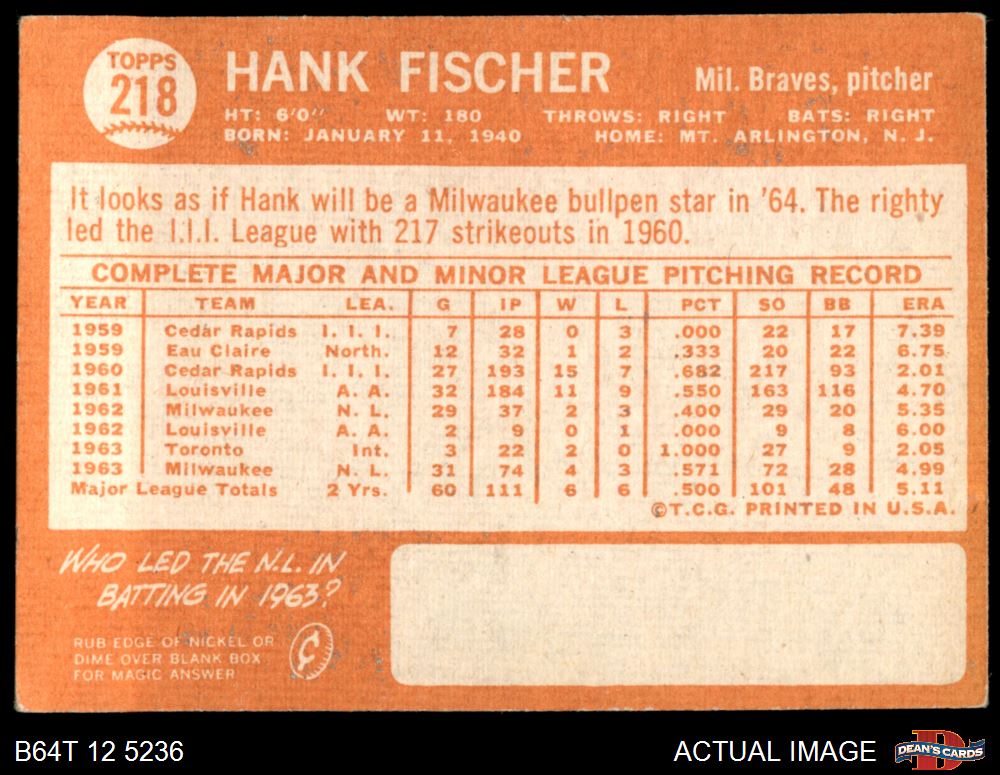 TOPPS
218
HANK FISCHER
Mil. Braves, pitcher
HT: 6'0" WT: 180 THROWS: RIGHT BATS: RIGHT
BORN: JANUARY 11, 1940 HOME: MT. ARLINGTON, N. J.
It looks as if Hank will be a Milwaukee bullpen star in '64. The righty
led the I.I.I. League with 217 strikeouts in 1960.
COMPLETE MAJOR AND MINOR LEAGUE PITCHING RECORD
YEAR TEAM LEA. G IP W L PCT SO BB ERA
1959 Cedar Rapids I. I. I. 7 28 0 3 .000 22 17 7.39
1959 Eau Claire North. 12 32 1 2 .333 20 22 6.75
1960 Cedar Rapids I. I. I. 27 193 15 7 .682 217 93 2.01
1961 Louisville A. A. 32 184 11 9 .550 163 116 4.70
1962 Milwaukee N. L. 29 37 2 3 .400 29 20 5.35
1962 Louisville A. A. 2 9 0 1 .000 9 8 6.00
1963 Toronto Int. 3 22 2 0 1.000 27 9 2.05
1963 Milwaukee N. L. 31 74 4 3 .571 72 28 4.99
Major League Totals 2 Yrs. 60 111 6 6 .500 101 48 5.11
©T.C.G. PRINTED IN U.S.A.
WHO LED THE N.L. IN
BATTING IN 1963?
RUB EDGE OF NICKEL OR
DIME OVER BLANK BOX
FOR MAGIC ANSWER
B64T 12 5236
ACTUAL IMAGE
DEAN'S CARDS